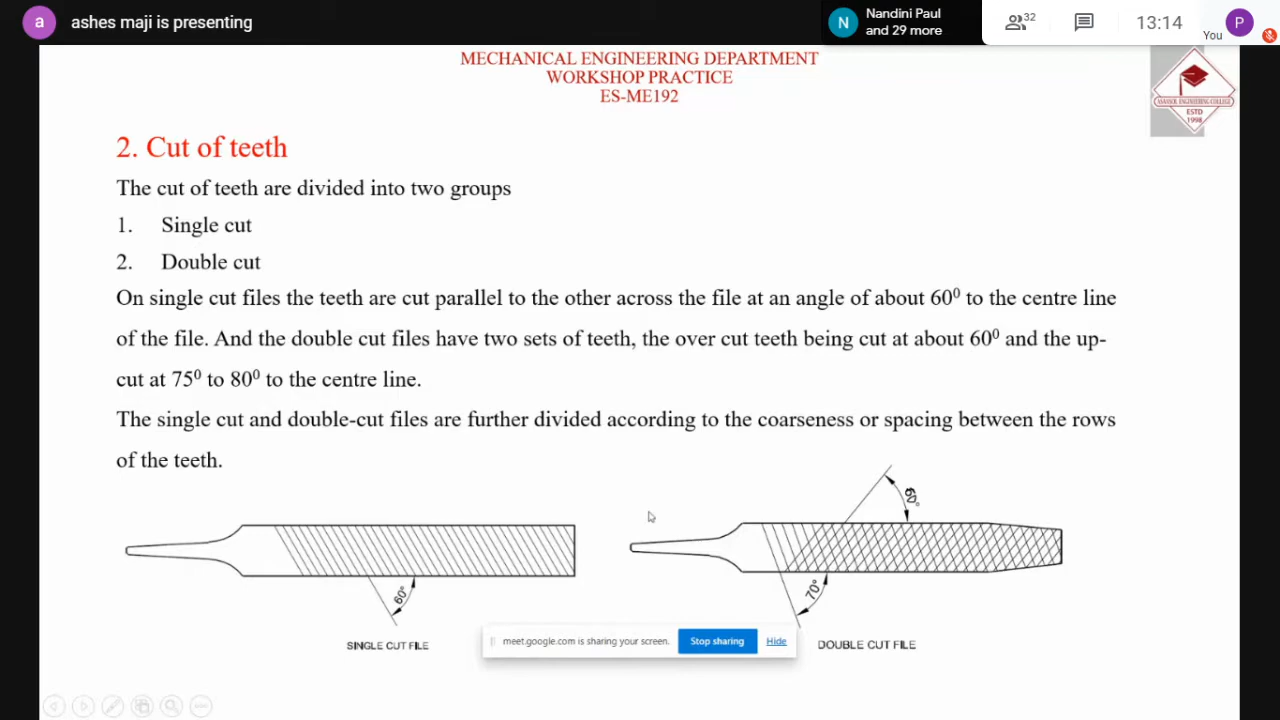 a ashes maji is presenting
N Nandini Paul
and 29 more
32
13:14
You P
MECHANICAL ENGINEERING DEPARTMENT
WORKSHOP PRACTICE
ES-ME192
ASANSOL ENGINEERING COLLEGE
ESTD
1998
2. Cut of teeth
The cut of teeth are divided into two groups
1. Single cut
2. Double cut
On single cut files the teeth are cut parallel to the other across the file at an angle of about 60⁰ to the centre line
of the file. And the double cut files have two sets of teeth, the over cut teeth being cut at about 60⁰ and the up-
cut at 75⁰ to 80⁰ to the centre line.
The single cut and double-cut files are further divided according to the coarseness or spacing between the rows
of the teeth.
60°
60°
70°
SINGLE CUT FILE
meet.google.com is sharing your screen. Stop sharing Hide
DOUBLE CUT FILE